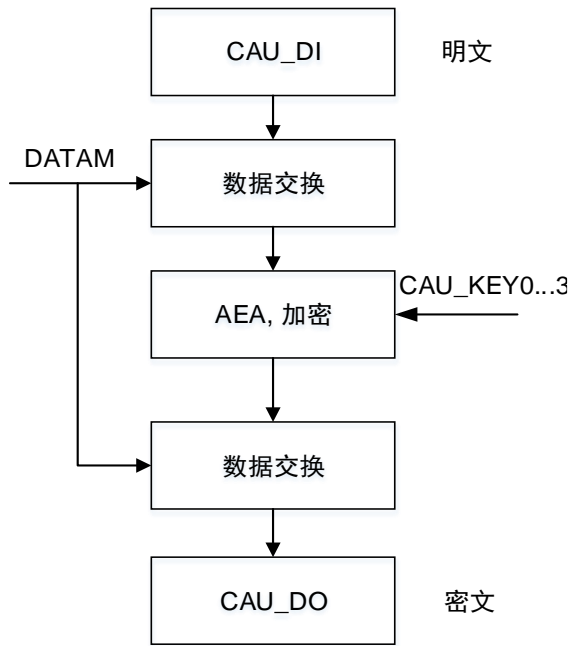 CAU_DI
明文
DATAM
数据交换
CAU_KEY0...3
AEA, 加密
数据交换
CAU_DO
密文